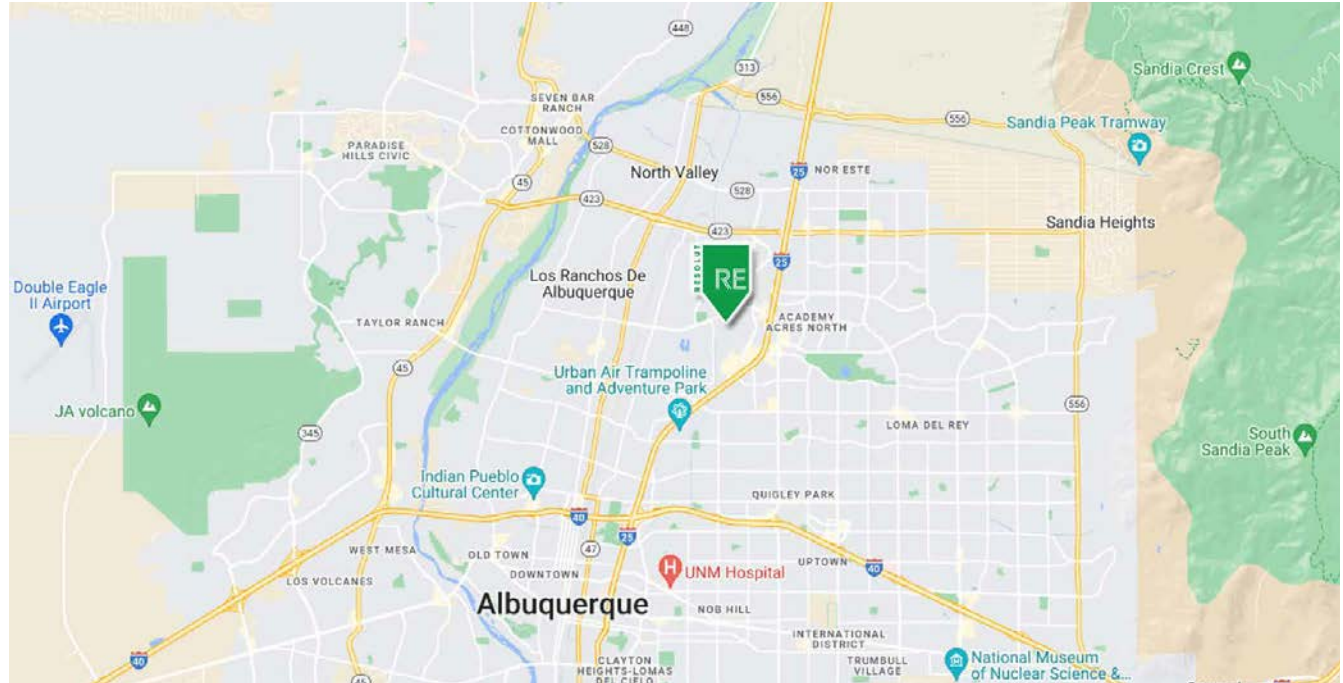 448
313
556
Sandia Crest
SEVEN BAR
RANCH
556
Sandia Peak Tramway
COTTONWOOD
MALL
PARADISE
HILLS CIVIC
528
North Valley
25
NOR ESTE
45
528
423
Sandia Heights
423
RESOLUT
RE
25
Los Ranchos De
Albuquerque
Double Eagle
II Airport
TAYLOR RANCH
ACADEMY
ACRES NORTH
45
Urban Air Trampoline
and Adventure Park
JA volcano
556
345
LOMA DEL REY
South
Sandia Peak
Indian Pueblo
Cultural Center
QUIGLEY PARK
40
25
47
WEST MESA
OLD TOWN
UPTOWN
40
LOS VOLCANES
DOWNTOWN
UNM Hospital
Albuquerque
NOB HILL
INTERNATIONAL
DISTRICT
40
CLAYTON
HEIGHTS-LOMAS
DEL CIELO
TRUMBULL
VILLAGE
National Museum
of Nuclear Science &...
45
40